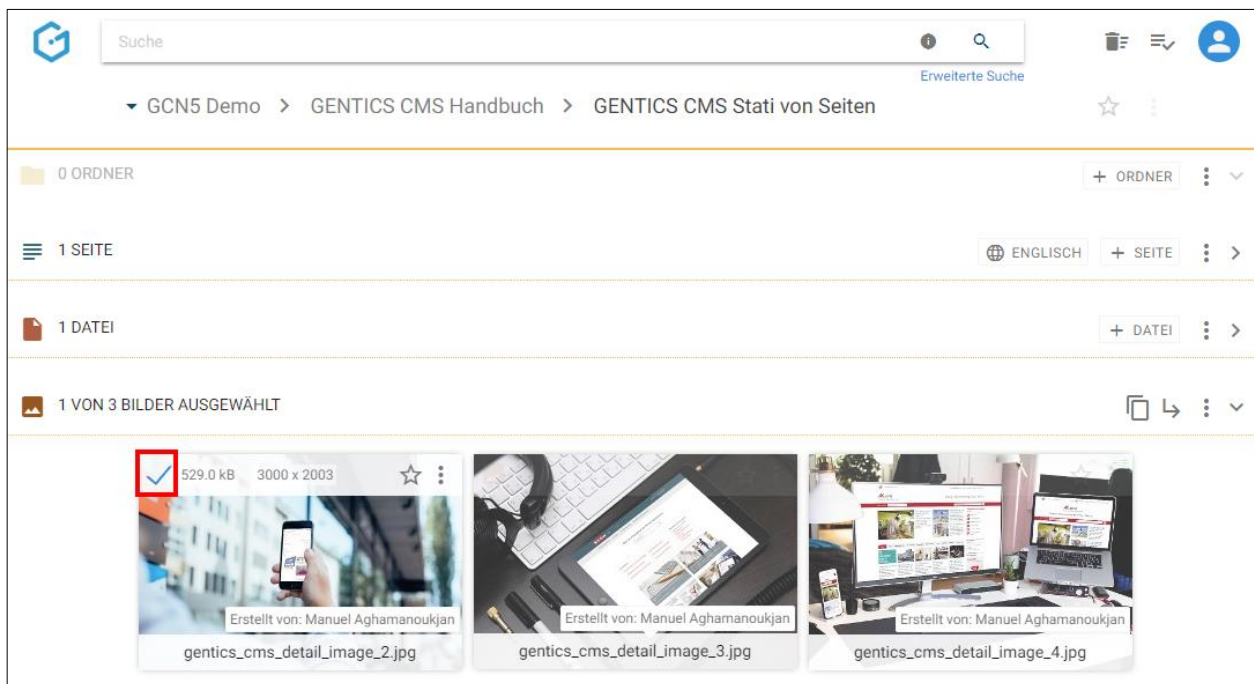 Suche
Erweiterte Suche
GCN5 Demo > GENTICS CMS Handbuch > GENTICS CMS Stati von Seiten
0 ORDNER + ORDNER
1 SEITE ENGLISCH + SEITE
1 DATEI + DATEI
1 VON 3 BILDER AUSGEWÄHLT
529.0 kB 3000 x 2003
Erstellt von: Manuel Aghamanoukjan Erstellt von: Manuel Aghamanoukjan Erstellt von: Manuel Aghamanoukjan
gentics_cms_detail_image_2.jpg gentics_cms_detail_image_3.jpg gentics_cms_detail_image_4.jpg